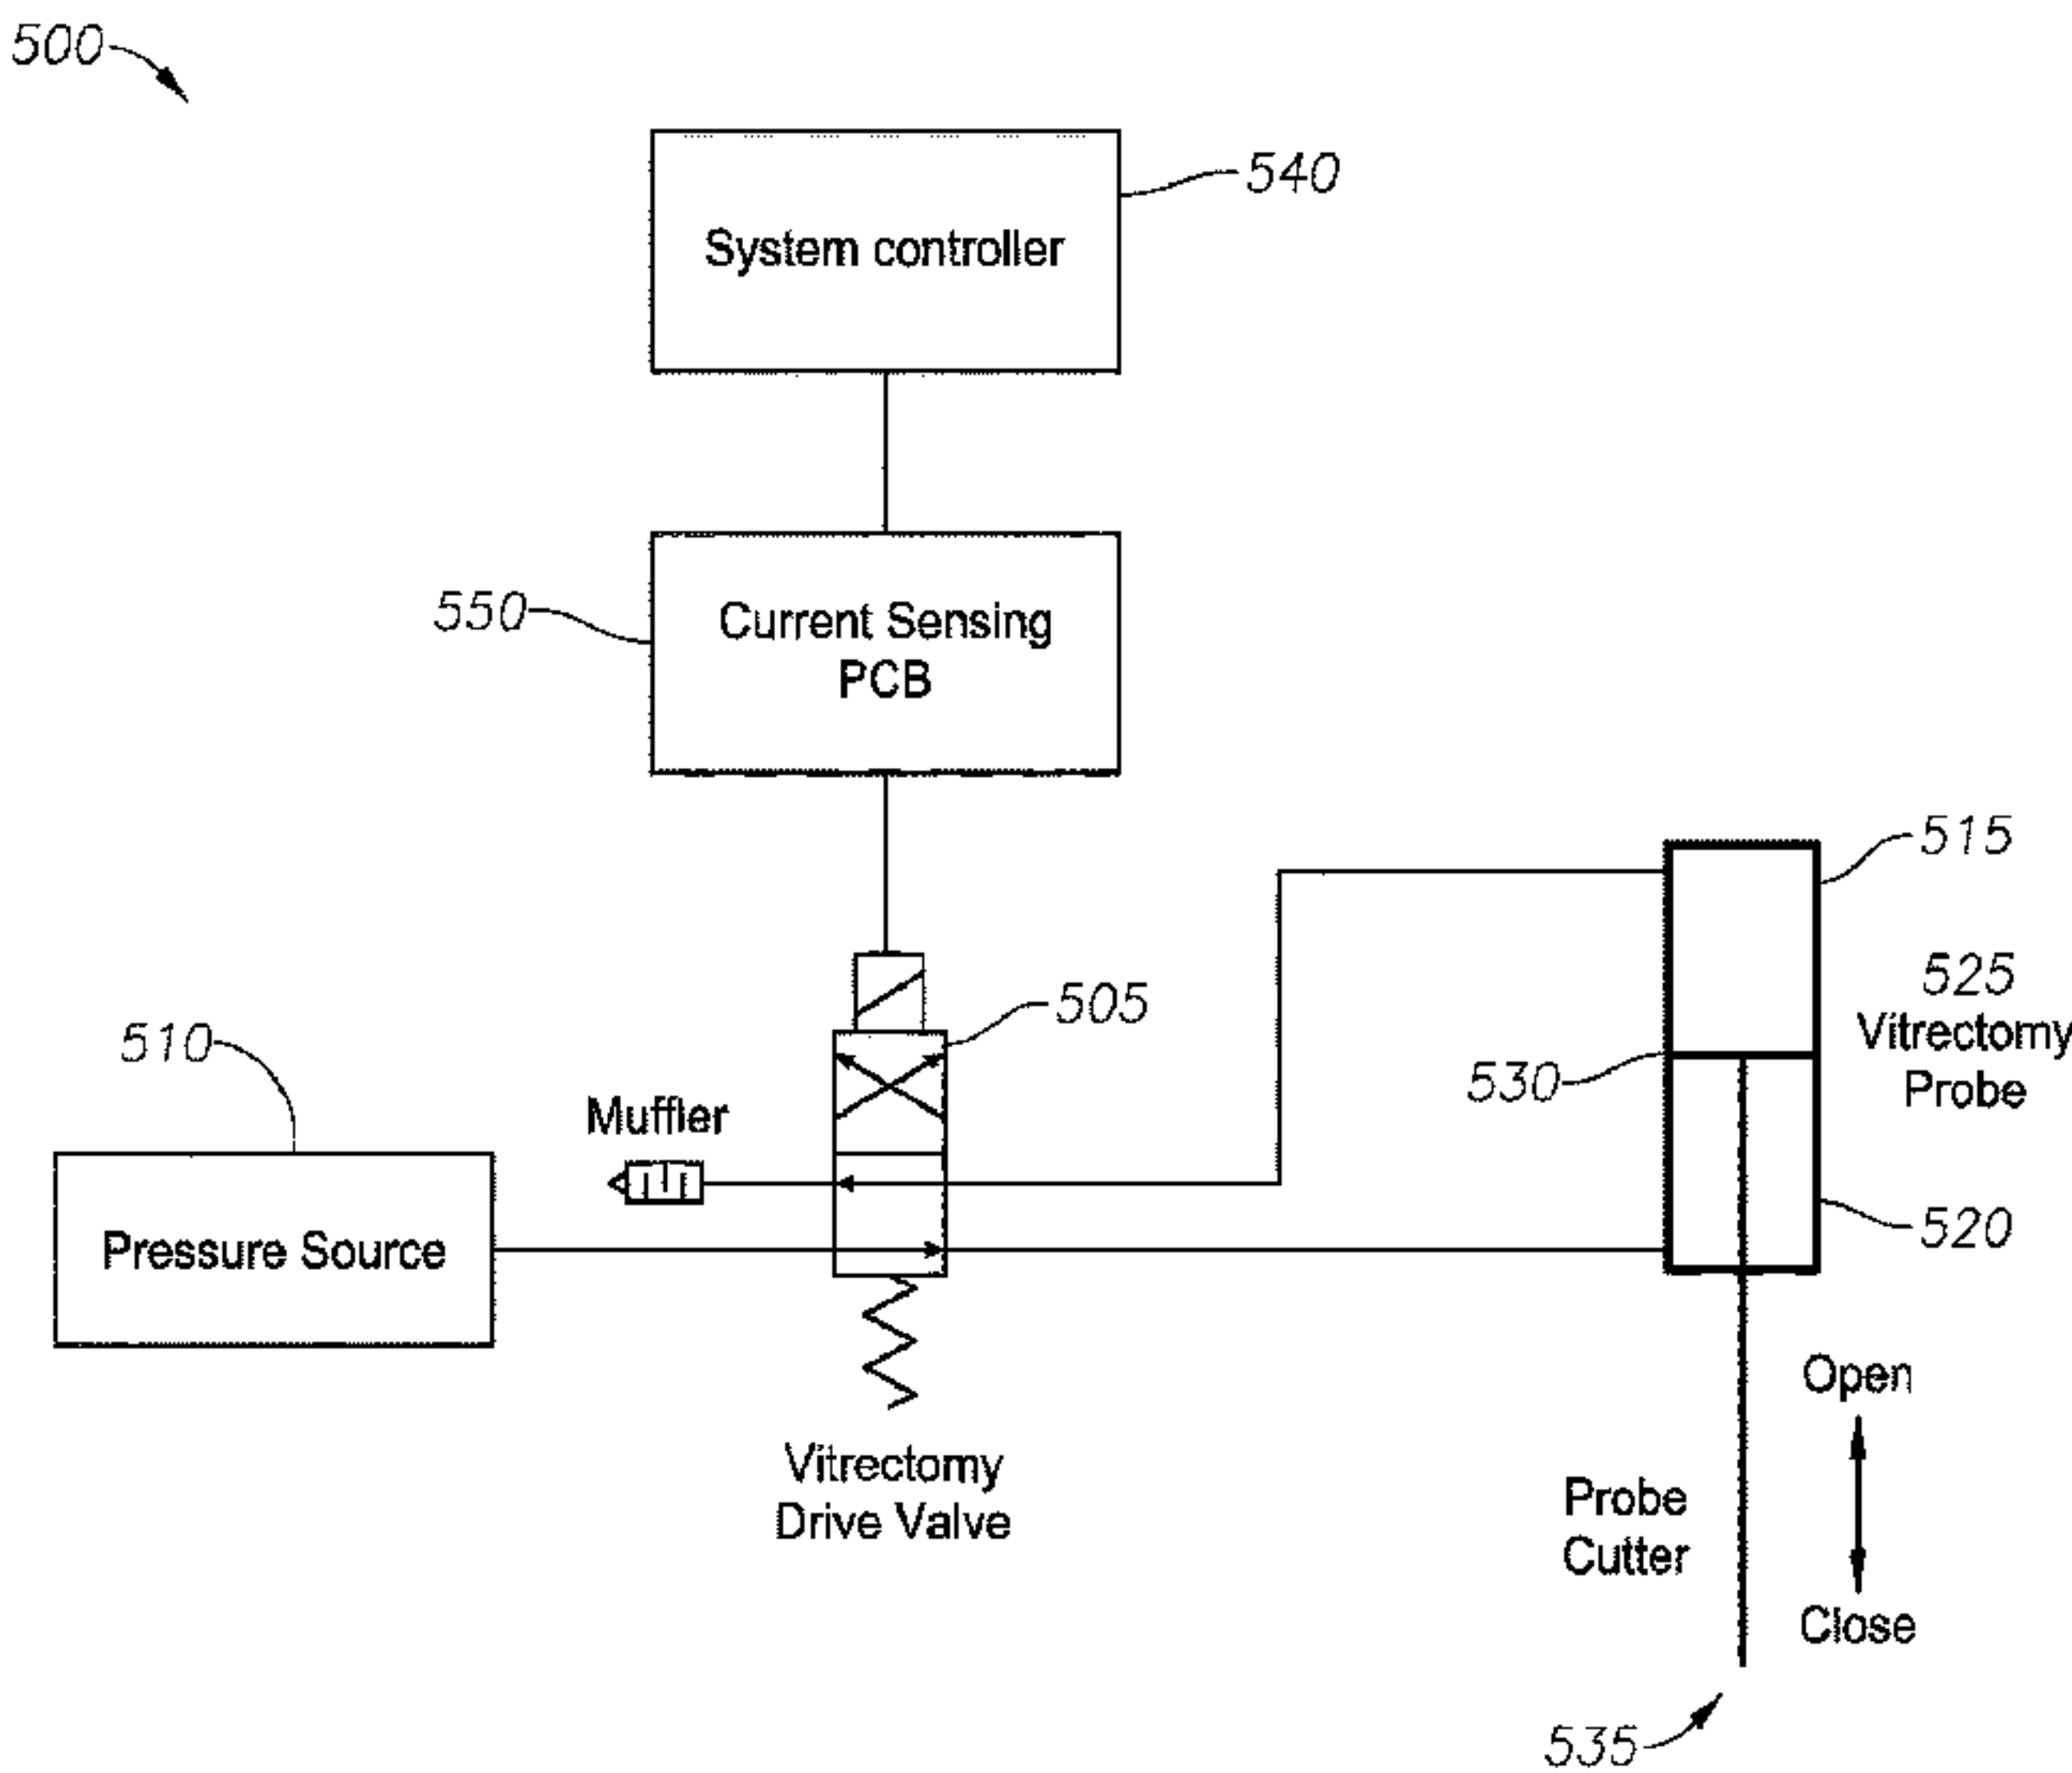 500
540
System controller
550
Current Sensing
PCB
515
525
Vitrectomy
Probe
505
510
530
Muffler
520
Pressure Source
Open
Vitrectomy
Drive Valve
Probe
Cutter
Close
535